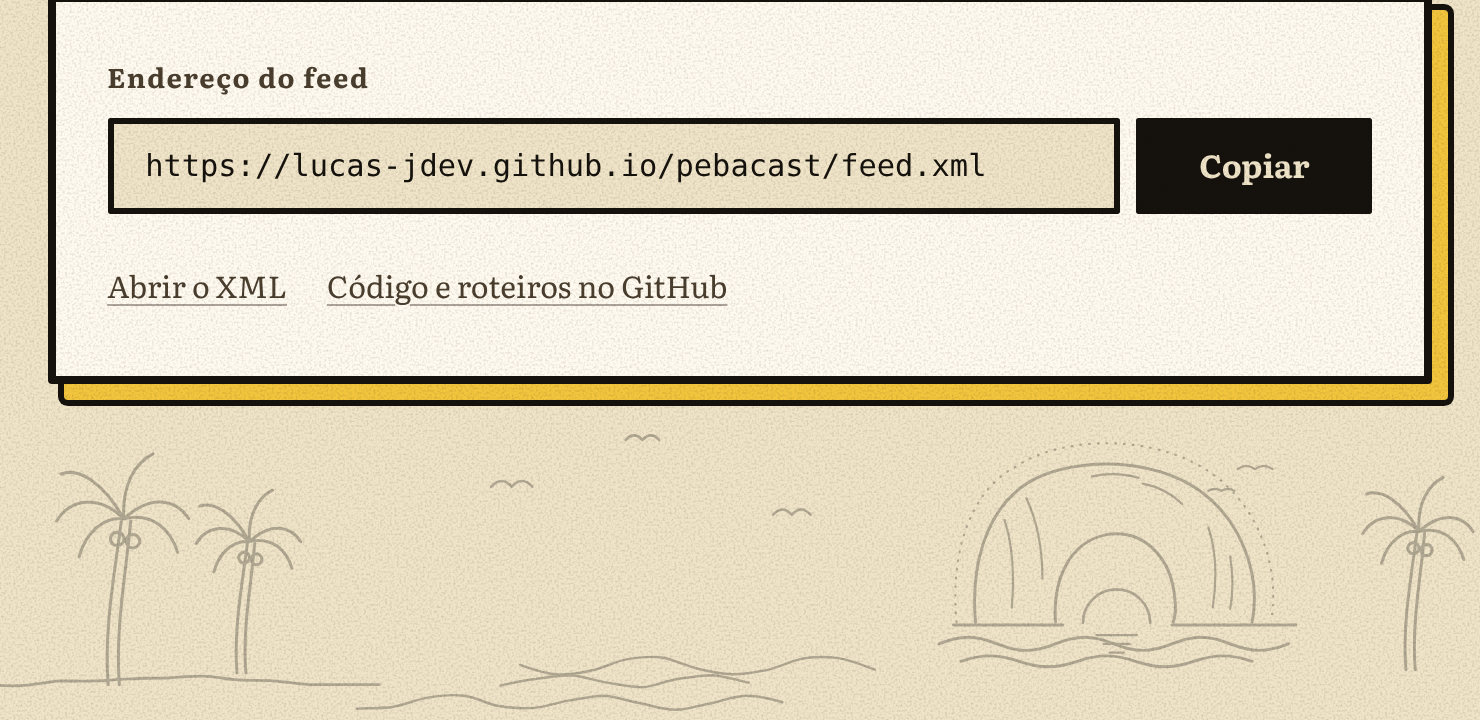 Endereço do feed
https://lucas-jdev.github.io/pebacast/feed.xml
Copiar
Abrir o XML
Código e roteiros no GitHub